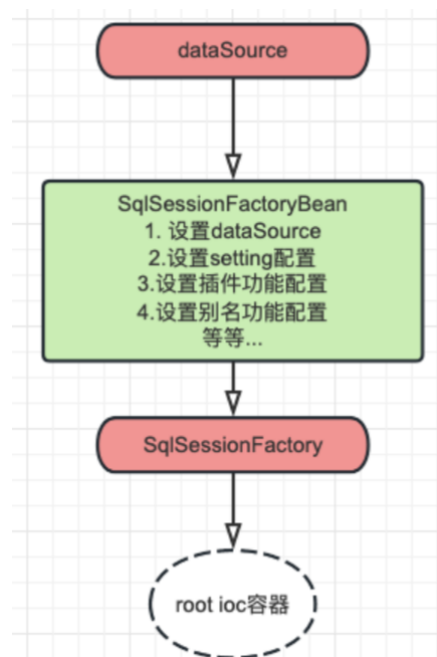 dataSource
SqlSessionFactoryBean
1. 设置dataSource
2.设置setting配置
3.设置插件功能配置
4.设置别名功能配置
等等...
SqlSessionFactory
root ioc容器